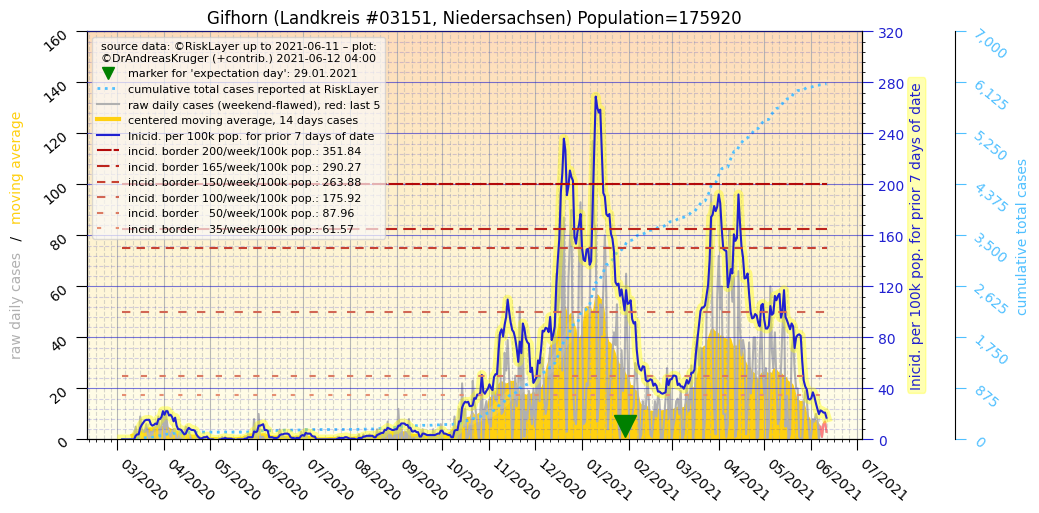 Gifhorn (Landkreis #03151, Niedersachsen) Population=175920
source data: ©RiskLayer up to 2021-06-11 – plot:
©DrAndreasKruger (+contrib.) 2021-06-12 04:00
marker for 'expectation day': 29.01.2021
cumulative total cases reported at RiskLayer
raw daily cases (weekend-flawed), red: last 5
centered moving average, 14 days cases
Inicid. per 100k pop. for prior 7 days of date
incid. border 200/week/100k pop.: 351.84
incid. border 165/week/100k pop.: 290.27
incid. border 150/week/100k pop.: 263.88
incid. border 100/week/100k pop.: 175.92
incid. border 50/week/100k pop.: 87.96
incid. border 35/week/100k pop.: 61.57
raw daily cases / moving average
160
140
120
100
80
60
40
20
0
03/2020
04/2020
05/2020
06/2020
07/2020
08/2020
09/2020
10/2020
11/2020
12/2020
01/2021
02/2021
03/2021
04/2021
05/2021
06/2021
07/2021
320
280
240
200
160
120
80
40
0
Inicid. per 100k pop. for prior 7 days of date
7,000
6,125
5,250
4,375
3,500
2,625
1,750
875
0
cumulative total cases